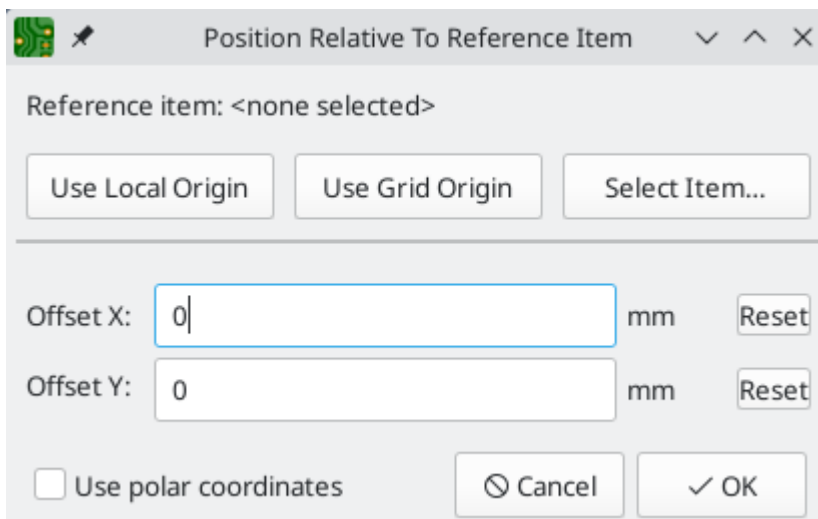 Position Relative To Reference Item
Reference item: <none selected>
Use Local Origin Use Grid Origin Select Item...
Offset X: 0 mm Reset
Offset Y: 0 mm Reset
Use polar coordinates Cancel OK